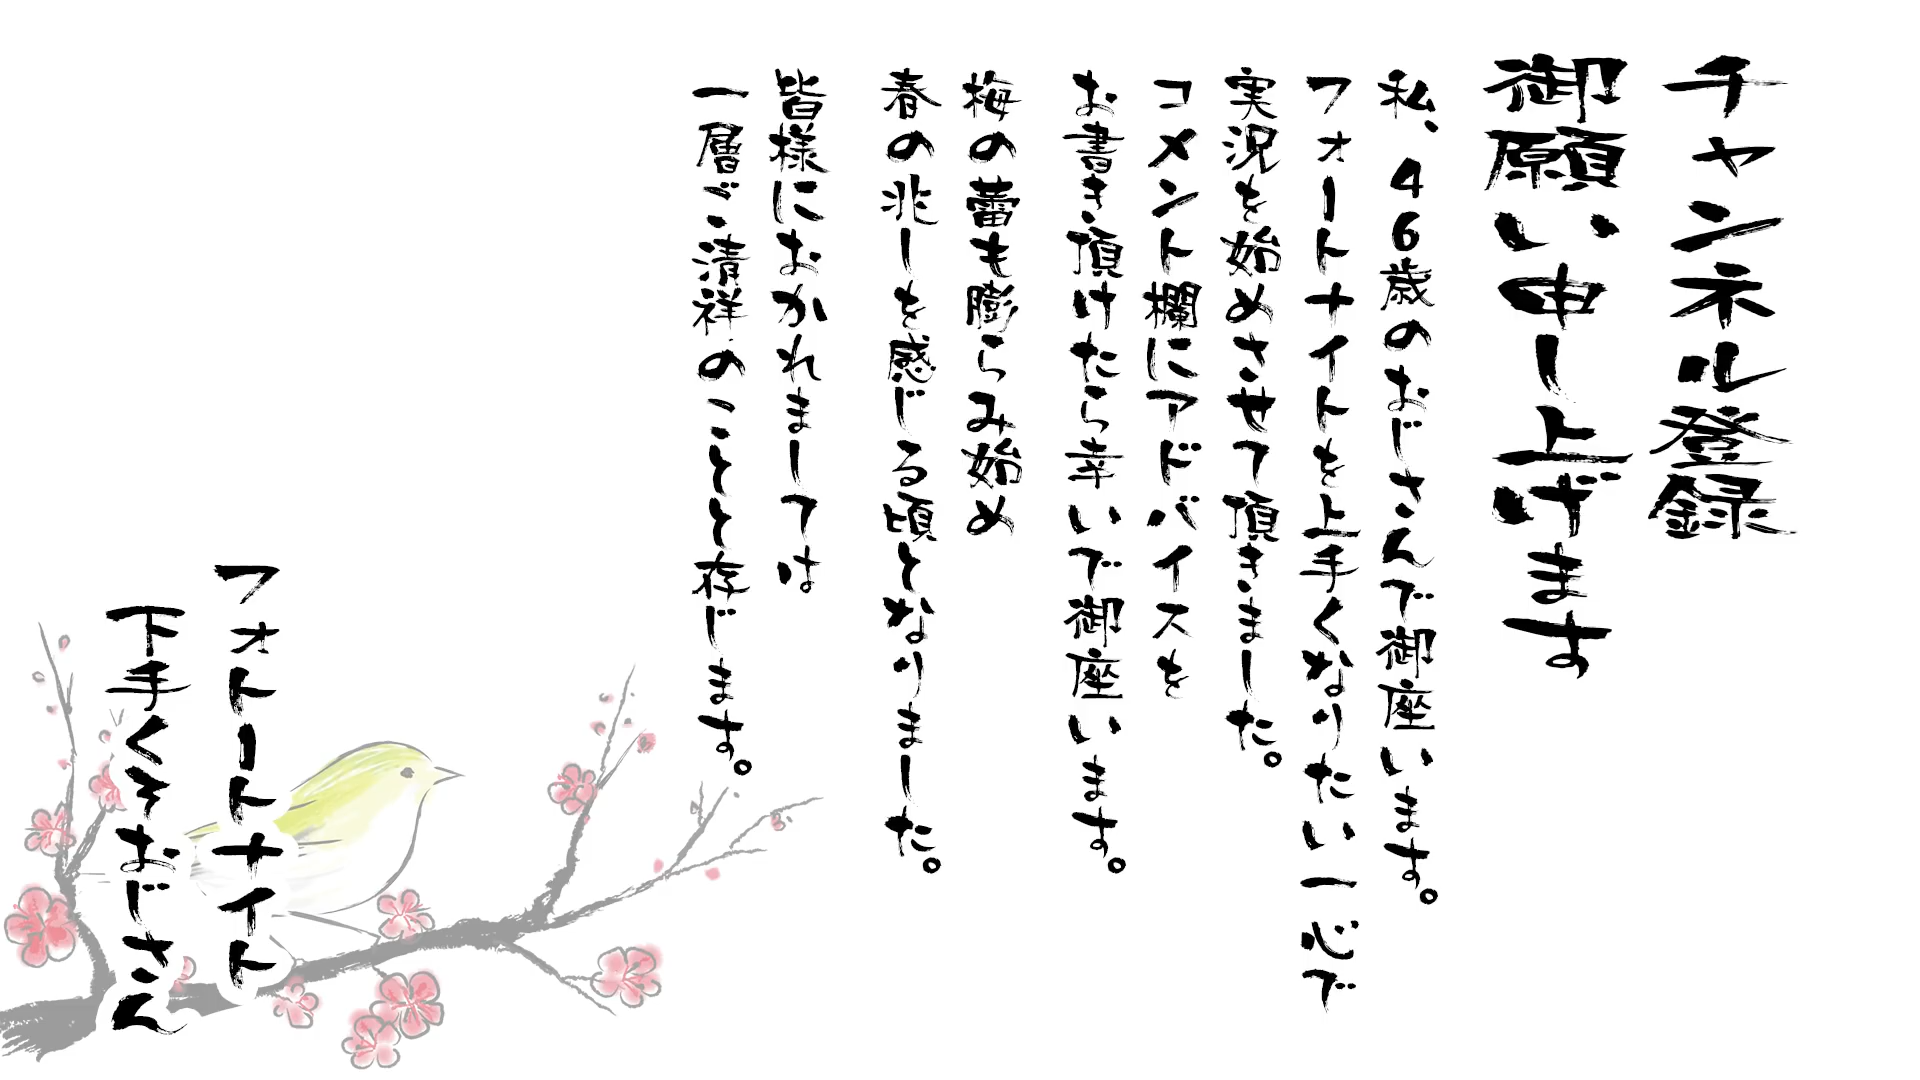 チャンネル登録
御願い申し上げます
私、46歳のおじさんで御座います。
フォートナイトを上手くなりたい一心で
実況を始めさせて頂きました。
コメント欄にアドバイスを
お書き頂けたら幸いで御座います。
梅の蕾も膨らみ始め
春の兆しを感じる頃となりました。
皆様におかれましては
一層ご清祥のことと存じます。
フォートナイト
下手くそおじさん